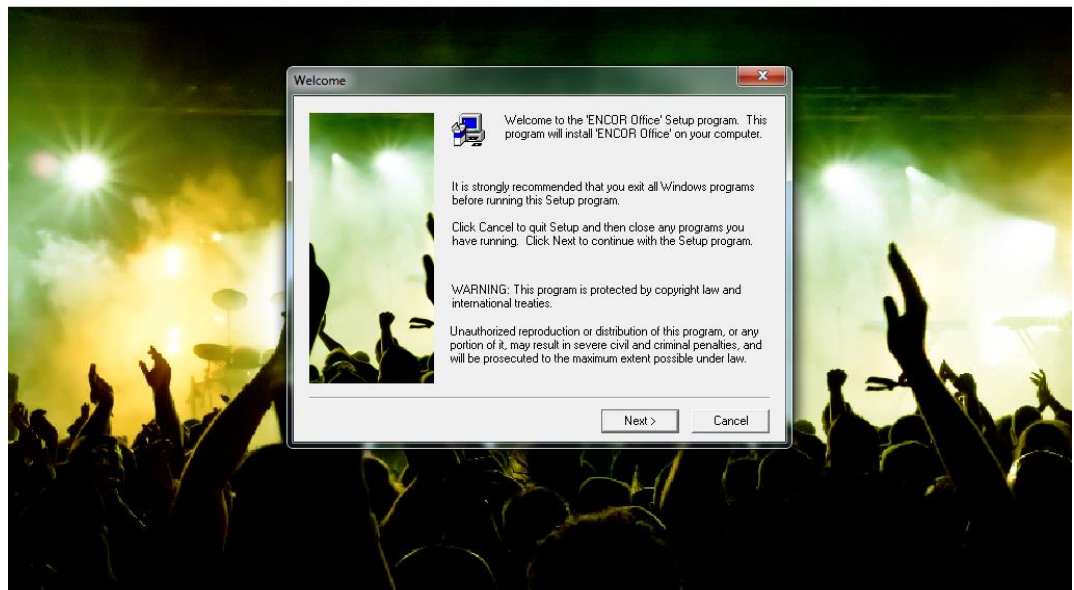 Welcome
Welcome to the 'ENCOR Office' Setup program.  This
program will install 'ENCOR Office' on your computer.
It is strongly recommended that you exit all Windows programs
before running this Setup program.
Click Cancel to quit Setup and then close any programs you
have running.  Click Next to continue with the Setup program.
WARNING: This program is protected by copyright law and
international treaties.
Unauthorized reproduction or distribution of this program, or any
portion of it, may result in severe civil and criminal penalties, and
will be prosecuted to the maximum extent possible under law.
Next >
Cancel